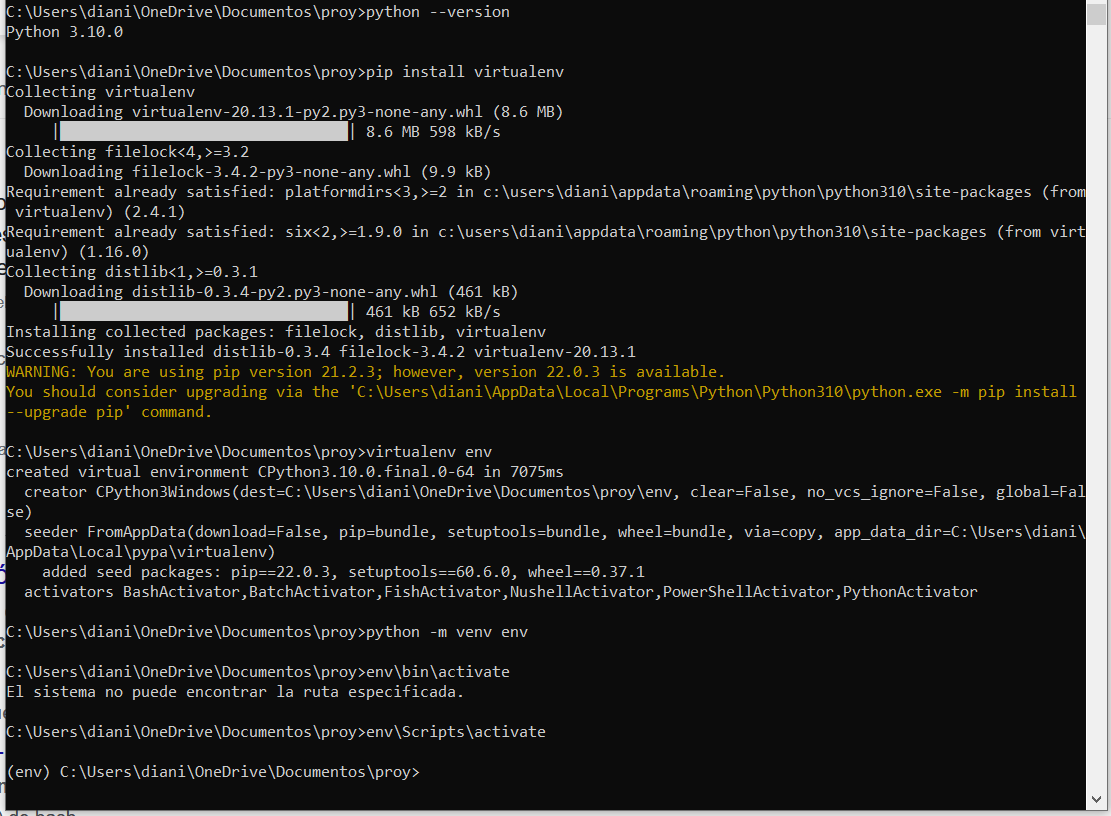 C:\Users\diani\OneDrive\Documentos\proy>python --version
Python 3.10.0
C:\Users\diani\OneDrive\Documentos\proy>pip install virtualenv
Collecting virtualenv
  Downloading virtualenv-20.13.1-py2.py3-none-any.whl (8.6 MB)
     |                                | 8.6 MB 598 kB/s
Collecting filelock<4,>=3.2
  Downloading filelock-3.4.2-py3-none-any.whl (9.9 kB)
Requirement already satisfied: platformdirs<3,>=2 in c:\users\diani\appdata\roaming\python\python310\site-packages (from
 virtualenv) (2.4.1)
Requirement already satisfied: six<2,>=1.9.0 in c:\users\diani\appdata\roaming\python\python310\site-packages (from virt
ualenv) (1.16.0)
Collecting distlib<1,>=0.3.1
  Downloading distlib-0.3.4-py2.py3-none-any.whl (461 kB)
     |                                | 461 kB 652 kB/s
Installing collected packages: filelock, distlib, virtualenv
Successfully installed distlib-0.3.4 filelock-3.4.2 virtualenv-20.13.1
WARNING: You are using pip version 21.2.3; however, version 22.0.3 is available.
You should consider upgrading via the 'C:\Users\diani\AppData\Local\Programs\Python\Python310\python.exe -m pip install
--upgrade pip' command.
C:\Users\diani\OneDrive\Documentos\proy>virtualenv env
created virtual environment CPython3.10.0.final.0-64 in 7075ms
  creator CPython3Windows(dest=C:\Users\diani\OneDrive\Documentos\proy\env, clear=False, no_vcs_ignore=False, global=Fal
se)
  seeder FromAppData(download=False, pip=bundle, setuptools=bundle, wheel=bundle, via=copy, app_data_dir=C:\Users\diani\
AppData\Local\pypa\virtualenv)
    added seed packages: pip==22.0.3, setuptools==60.6.0, wheel==0.37.1
  activators BashActivator,BatchActivator,FishActivator,NushellActivator,PowerShellActivator,PythonActivator
C:\Users\diani\OneDrive\Documentos\proy>python -m venv env
C:\Users\diani\OneDrive\Documentos\proy>env\bin\activate
El sistema no puede encontrar la ruta especificada.
C:\Users\diani\OneDrive\Documentos\proy>env\Scripts\activate
(env) C:\Users\diani\OneDrive\Documentos\proy>